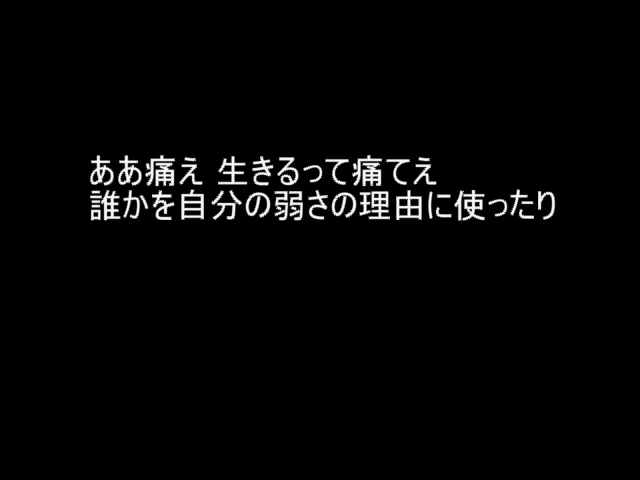 ああ痛え 生きるって痛てえ
誰かを自分の弱さの理由に使ったり